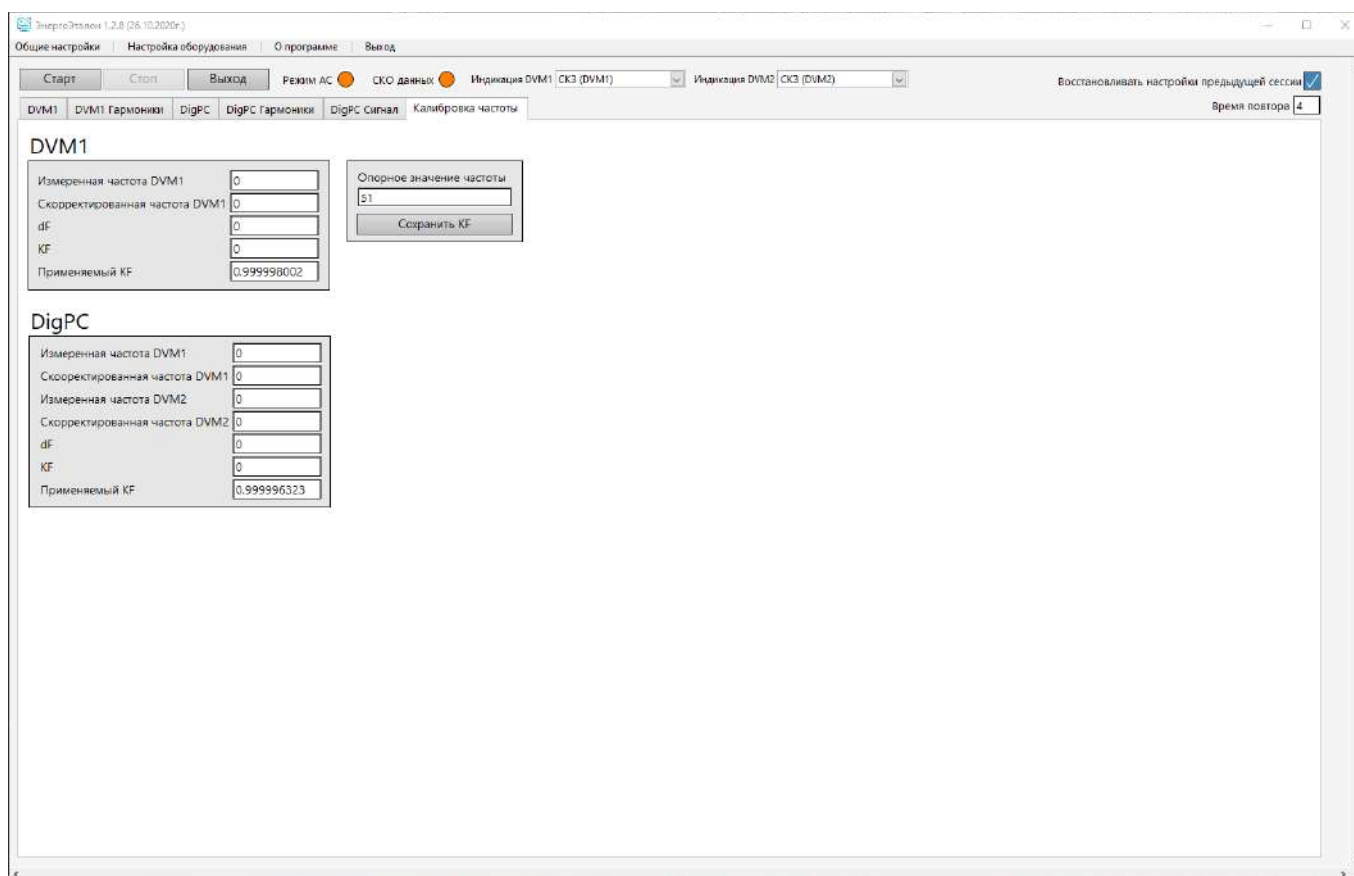 ЭнергоЭталон 1.2.8 (26.10.2020г.)
Общие настройки Настройка оборудования О программе Выход
Старт Стоп Выход Режим АС СКО данных Индикация DVM1 СКЗ (DVM1) Индикация DVM2 СКЗ (DVM2) Восстанавливать настройки предыдущей сессии
DVM1 DVM1 Гармоники DigPC DigPC Гармоники DigPC Сигнал Калибровка частоты Время повтора 4
DVM1
Измеренная частота DVM1 0
Скорректированная частота DVM1 0
dF 0
KF 0
Применяемый KF 0.999998002
Опорное значение частоты
51
Сохранить KF
DigPC
Измеренная частота DVM1 0
Скооректированная частота DVM1 0
Измеренная частота DVM2 0
Скорректированная частота DVM2 0
dF 0
KF 0
Применяемый KF 0.999996323